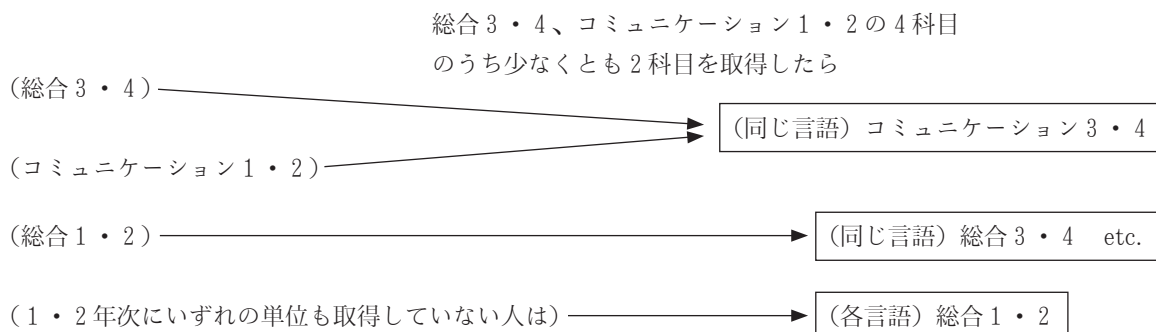 総合3・4、コミュニケーション1・2の4科目
のうち少なくとも2科目を取得したら
(総合3・4)
(同じ言語)コミュニケーション3・4
(コミュニケーション1・2)
(総合1・2)
(同じ言語)総合3・4 etc.
(1・2年次にいずれの単位も取得していない人は)
(各言語)総合1・2